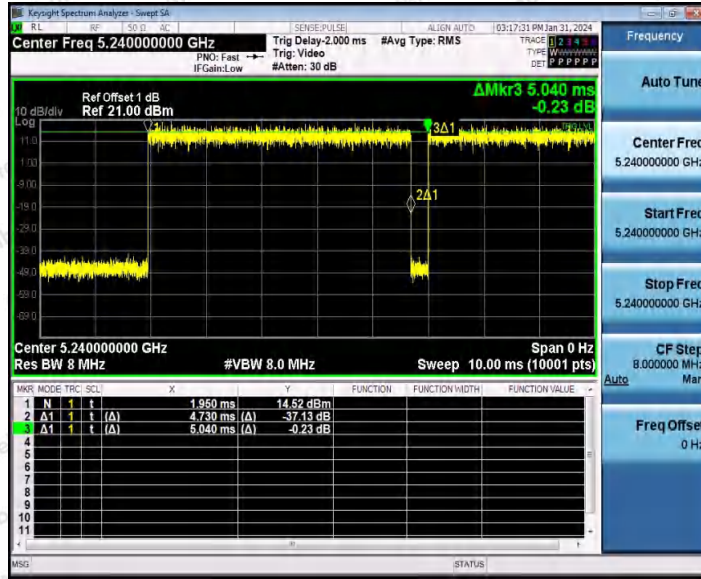 Keysight Spectrum Analyzer - Swept SA
RL RF 50 Ω AC SENSE:PULSE ALIGN AUTO 03:17:31 PM Jan 31, 2024
Center Freq 5.240000000 GHz
PNO: Fast
IFGain:Low
Trig Delay-2.000 ms
Trig: Video
#Atten: 30 dB
#Avg Type: RMS
TRACE 1 2 3 4 5 6
TYPE W
DET P P P P P P
ΔMkr3 5.040 ms
-0.23 dB
10 dB/div
Log
Ref Offset 1 dB
Ref 21.00 dBm
11.0
1.00
-9.00
-19.0
-29.0
-39.0
-49.0
-59.0
-69.0
1
2Δ1
3Δ1
Center 5.240000000 GHz
Span 0 Hz
Res BW 8 MHz
#VBW 8.0 MHz
Sweep 10.00 ms (10001 pts)
MKR MODE TRC SCL X Y FUNCTION FUNCTION WIDTH FUNCTION VALUE
1 N 1 t 1.950 ms 14.52 dBm
2 Δ1 1 t (Δ) 4.730 ms (Δ) -37.13 dB
3 Δ1 1 t (Δ) 5.040 ms (Δ) -0.23 dB
4
5
6
7
8
9
10
11
MSG
STATUS
Frequency
Auto Tune
Center Freq
5.240000000 GHz
Start Freq
5.240000000 GHz
Stop Freq
5.240000000 GHz
CF Step
8.000000 MHz
Auto Man
Freq Offset
0 Hz